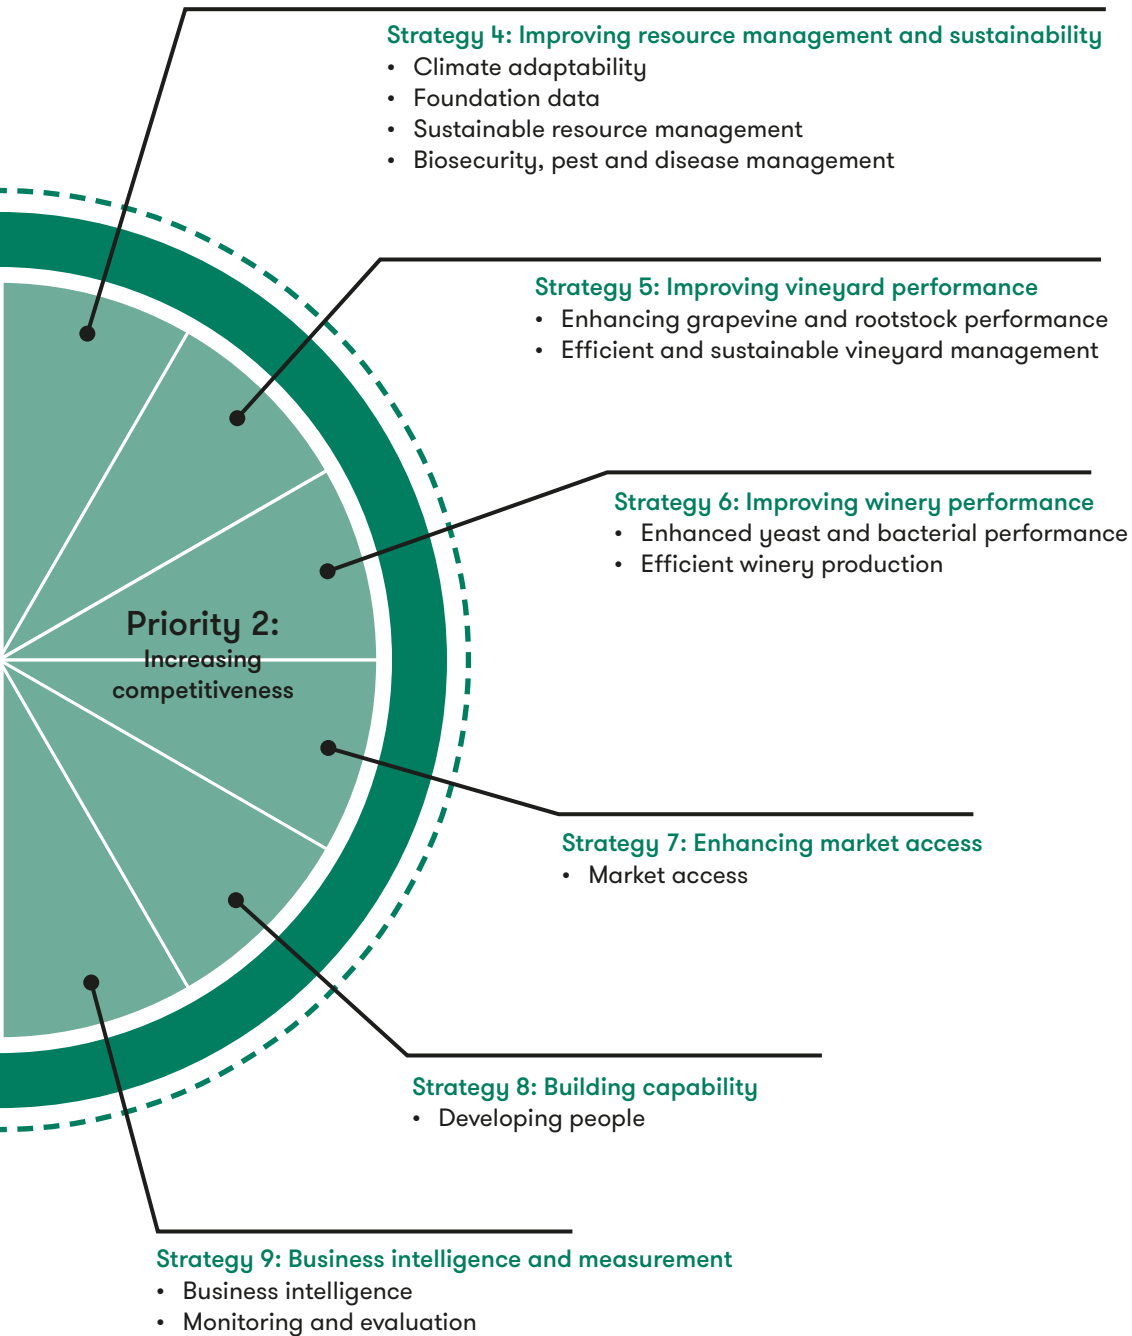 Strategy 4: Improving resource management and sustainability
• Climate adaptability
• Foundation data
• Sustainable resource management
• Biosecurity, pest and disease management
Strategy 5: Improving vineyard performance
• Enhancing grapevine and rootstock performance
• Efficient and sustainable vineyard management
Strategy 6: Improving winery performance
• Enhanced yeast and bacterial performance
• Efficient winery production
Priority 2:
Increasing
competitiveness
Strategy 7: Enhancing market access
• Market access
Strategy 8: Building capability
• Developing people
Strategy 9: Business intelligence and measurement
• Business intelligence
• Monitoring and evaluation